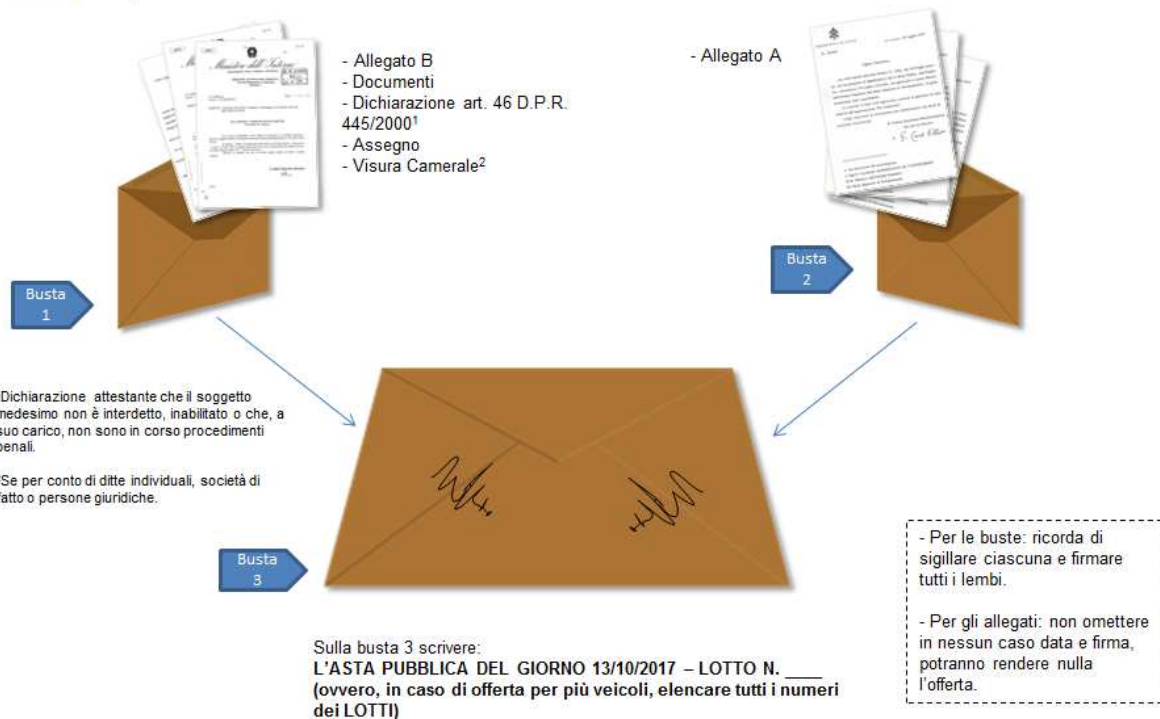 - Allegato B
- Documenti
- Dichiarazione art. 46 D.P.R.
445/2000¹
- Assegno
- Visura Camerale²
- Allegato A
Ministero dell'Interno
Busta
1
Busta
2
Dichiarazione attestante che il soggetto
medesimo non è interdetto, inabilitato o che, a
suo carico, non sono in corso procedimenti
penali.
Se per conto di ditte individuali, società di
fatto o persone giuridiche.
Busta
3
- Per le buste: ricorda di
sigillare ciascuna e firmare
tutti i lembi.
- Per gli allegati: non omettere
in nessun caso data e firma,
potranno rendere nulla
l'offerta.
Sulla busta 3 scrivere:
L'ASTA PUBBLICA DEL GIORNO 13/10/2017 – LOTTO N. ____
(ovvero, in caso di offerta per più veicoli, elencare tutti i numeri
dei LOTTI)